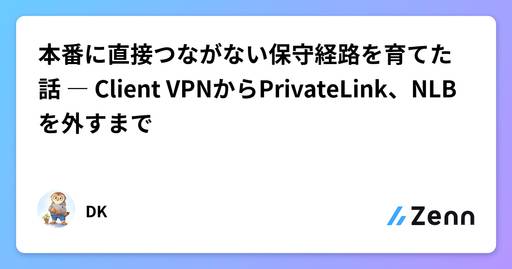 本番に直接つながない保守経路を育てた
話 ― Client VPNからPrivateLink、NLB
を外すまで
DK
Zenn